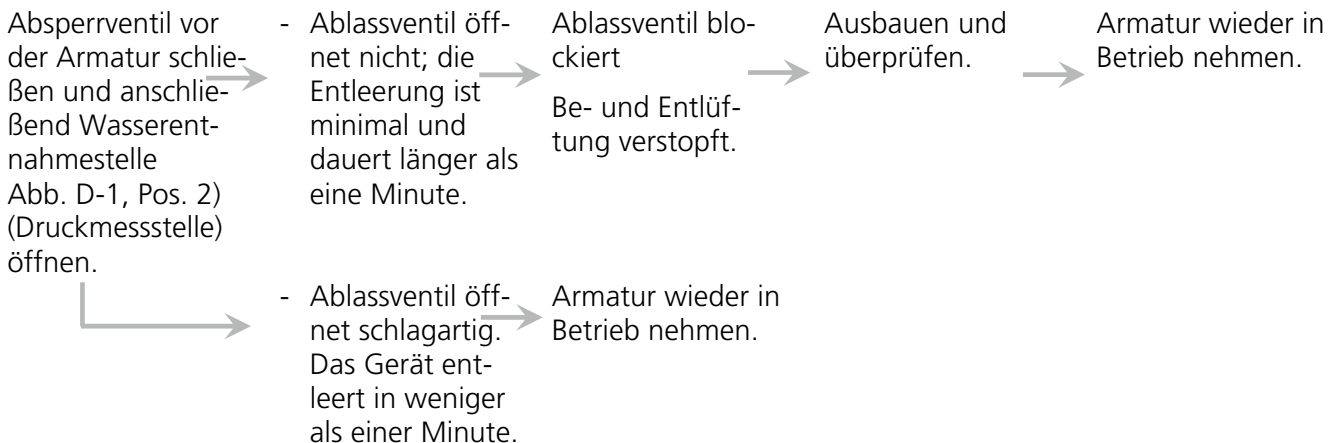 Absperrventil vor
der Armatur schlie-
ßen und anschlie-
ßend Wasserent-
nahmestelle
Abb. D-1, Pos. 2)
(Druckmessstelle)
öffnen.
- Ablassventil öff-
net nicht; die
Entleerung ist
minimal und
dauert länger als
eine Minute.
Ablassventil blo-
ckiert
Be- und Entlüf-
tung verstopft.
Ausbauen und
überprüfen.
Armatur wieder in
Betrieb nehmen.
- Ablassventil öff-
net schlagartig.
Das Gerät ent-
leert in weniger
als einer Minute.
Armatur wieder in
Betrieb nehmen.